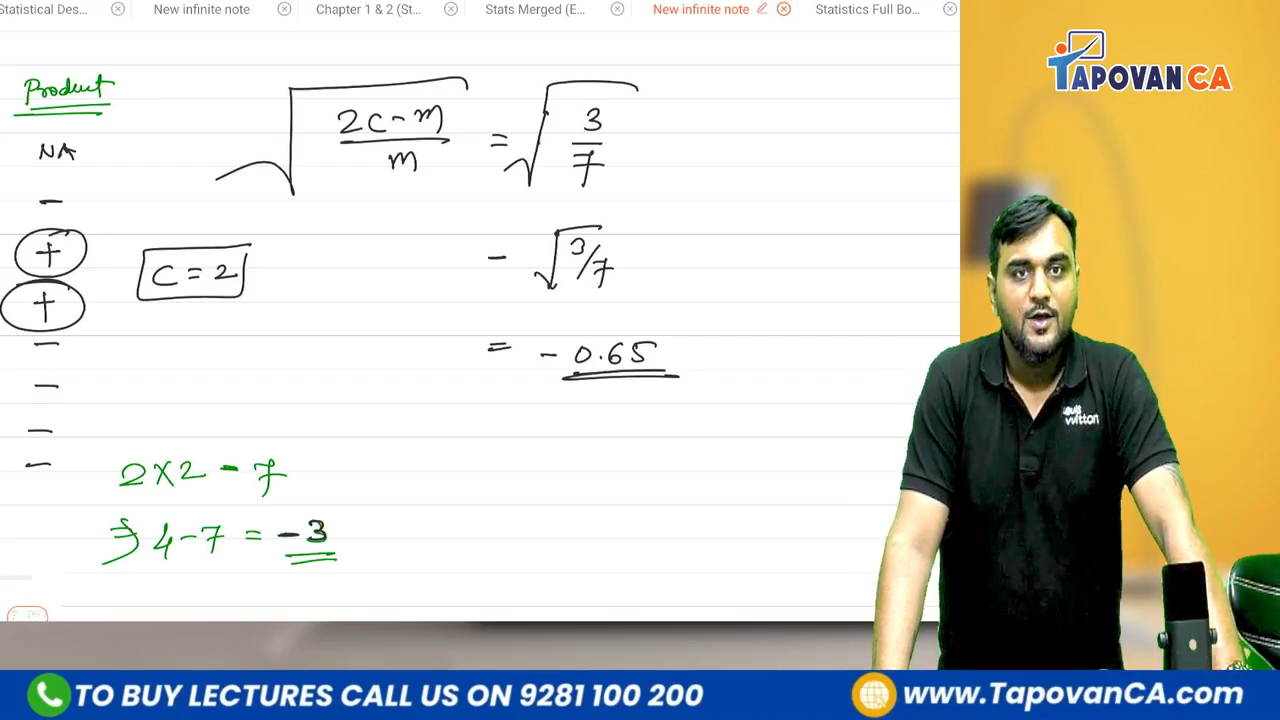 Statistical Des...
New infinite note
Chapter 1 & 2 (St...
Stats Merged (E...
New infinite note
Statistics Full Bo...
TAPOVAN CA
Product
NA
-
+
+
-
-
-
-
√(2c-m/m) = √(3/7)
C = 2
- √(3/7)
= - 0.65
2×2 - 7
⇒ 4-7 = -3
vuitton
TO BUY LECTURES CALL US ON 9281 100 200
www.TapovanCA.com